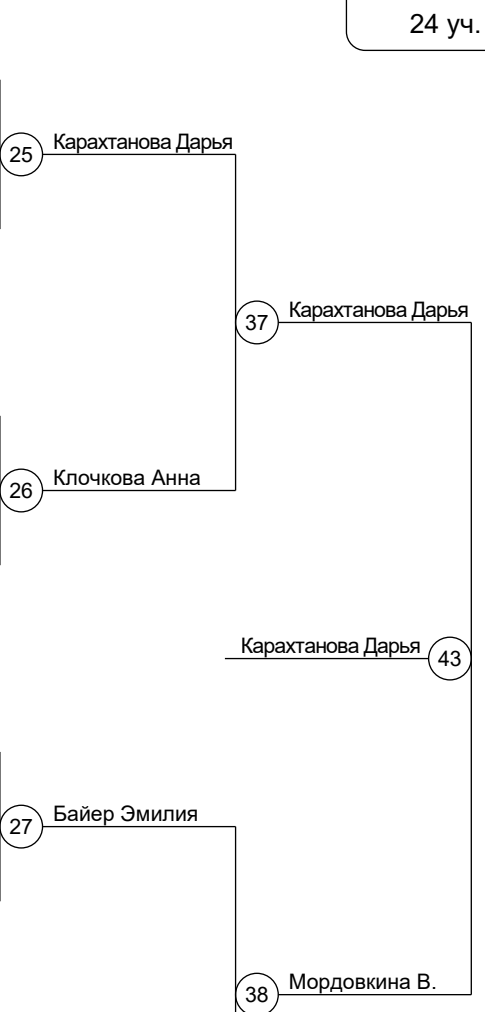 24 уч.
25 Карахтанова Дарья
37 Карахтанова Дарья
26 Клочкова Анна
Карахтанова Дарья 43
27 Байер Эмилия
38 Мордовкина В.